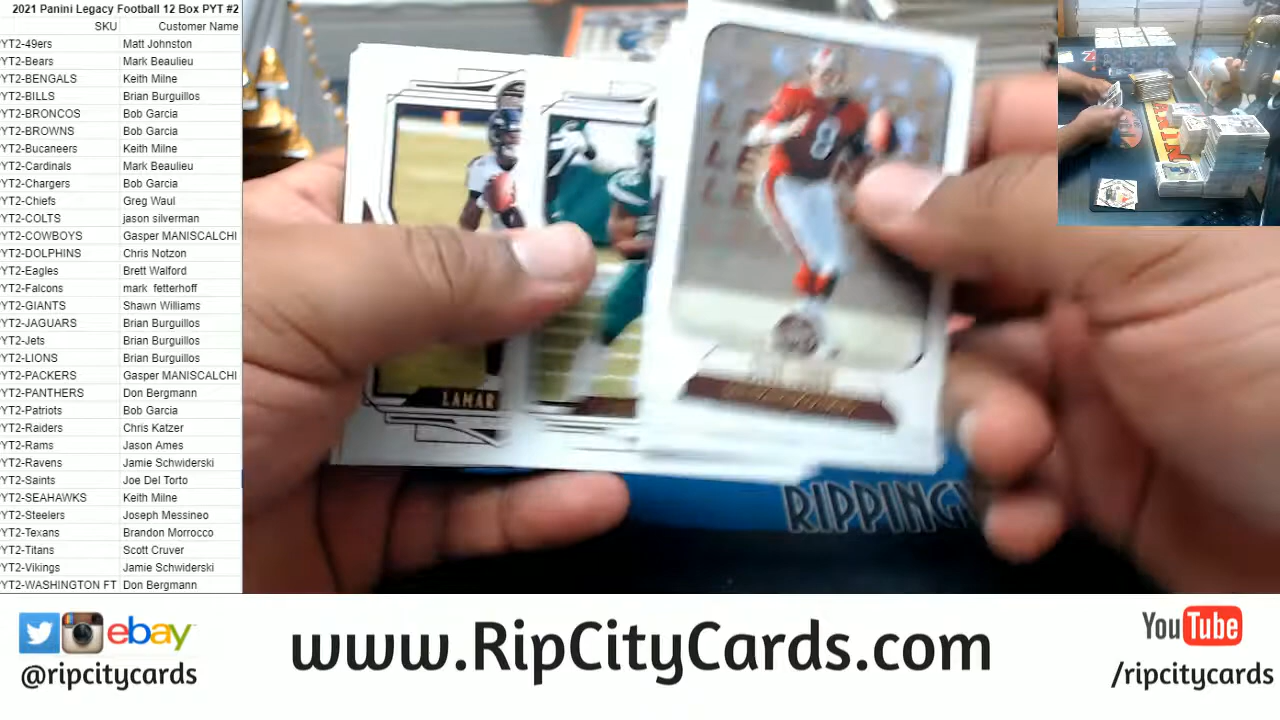 2021 Panini Legacy Football 12 Box PYT #2
SKU Customer Name
YT2-49ers Matt Johnston
YT2-Bears Mark Beaulieu
YT2-BENGALS Keith Milne
YT2-BILLS Brian Burguillos
YT2-BRONCOS Bob Garcia
YT2-BROWNS Bob Garcia
YT2-Bucaneers Keith Milne
YT2-Cardinals Mark Beaulieu
YT2-Chargers Bob Garcia
YT2-Chiefs Greg Waul
YT2-COLTS jason silverman
YT2-COWBOYS Gasper MANISCALCHI
YT2-DOLPHINS Chris Notzon
YT2-Eagles Brett Walford
YT2-Falcons mark fetterhoff
YT2-GIANTS Shawn Williams
YT2-JAGUARS Brian Burguillos
YT2-Jets Brian Burguillos
YT2-LIONS Brian Burguillos
YT2-PACKERS Gasper MANISCALCHI
YT2-PANTHERS Don Bergmann
YT2-Patriots Bob Garcia
YT2-Raiders Chris Katzer
YT2-Rams Jason Ames
YT2-Ravens Jamie Schwiderski
YT2-Saints Joe Del Torto
YT2-SEAHAWKS Keith Milne
YT2-Steelers Joseph Messineo
YT2-Texans Brandon Morrocco
YT2-Titans Scott Cruver
YT2-Vikings Jamie Schwiderski
YT2-WASHINGTON FT Don Bergmann
8
LAMAR
RIPPING
ebay
@ripcitycards
www.RipCityCards.com
YouTube
/ripcitycards